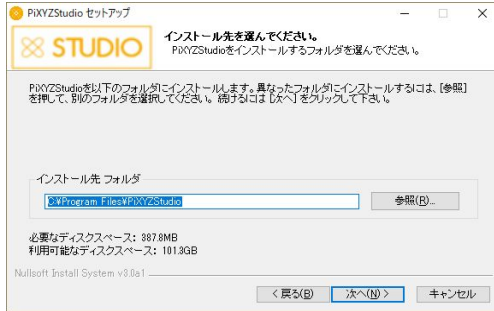 PiXYZStudio セットアップ
STUDIO
インストール先を選んでください。
PiXYZStudioをインストールするフォルダを選んでください。
PiXYZStudioを以下のフォルダにインストールします。異なったフォルダにインストールするには、[参照]
を押して、別のフォルダを選択してください。 続けるには [次へ] をクリックして下さい。
インストール先 フォルダ
C:¥Program Files¥PiXYZStudio
参照(R)...
必要なディスクスペース: 387.8MB
利用可能なディスクスペース: 101.3GB
Nullsoft Install System v3.0a1
< 戻る(B)
次へ(N) >
キャンセル